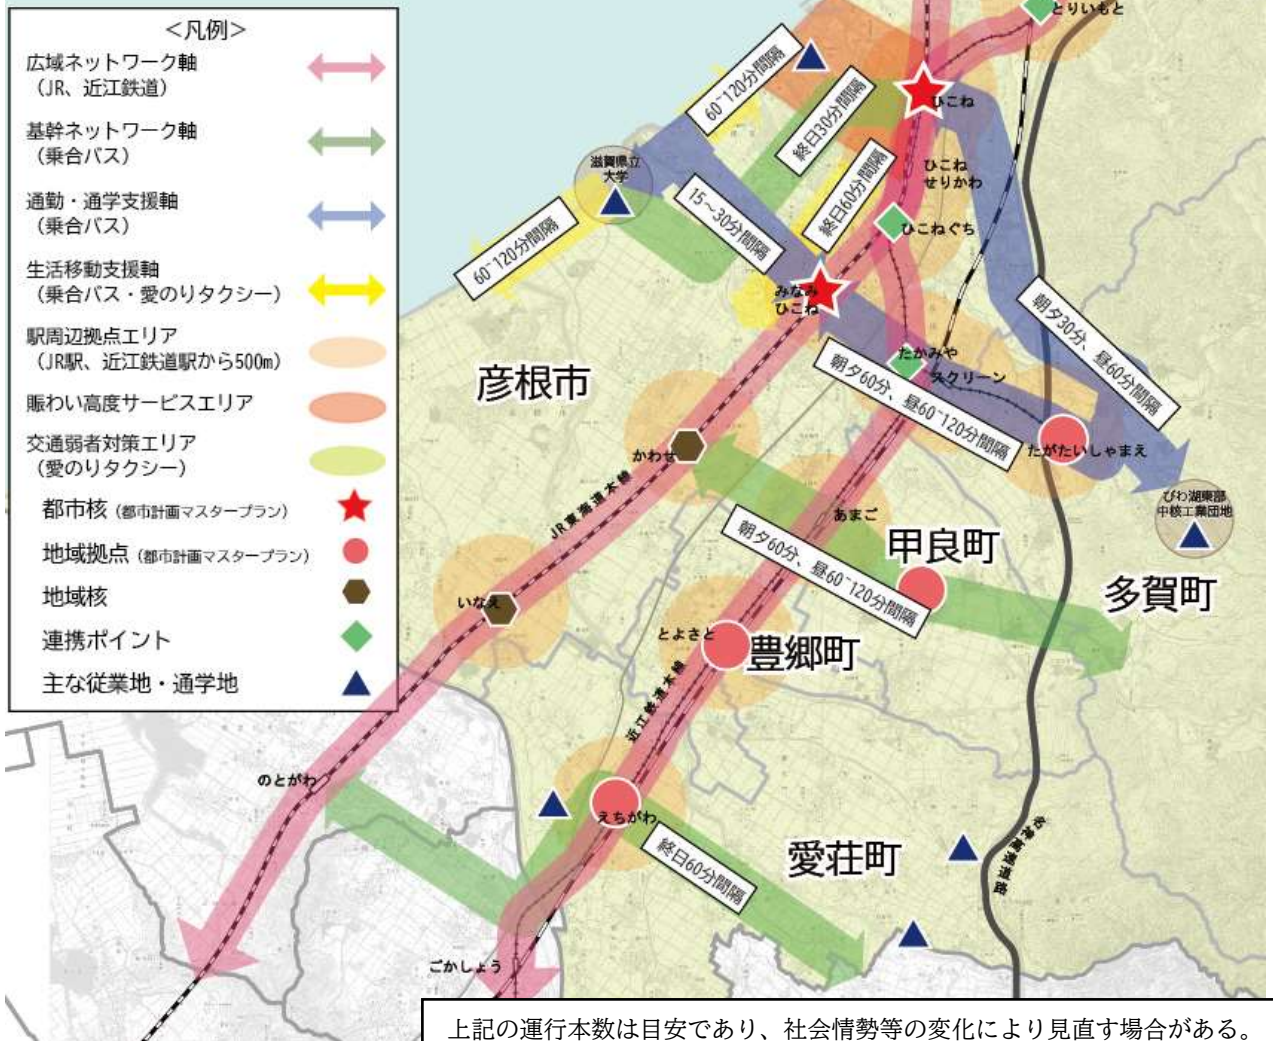 <凡例>
広域ネットワーク軸
(JR、近江鉄道)
基幹ネットワーク軸
(乗合バス)
通勤・通学支援軸
(乗合バス)
生活移動支援軸
(乗合バス・愛のりタクシー)
駅周辺拠点エリア
(JR駅、近江鉄道駅から500m)
賑わい高度サービスエリア
交通弱者対策エリア
(愛のりタクシー)
都市核(都市計画マスタープラン)
地域拠点(都市計画マスタープラン)
地域核
連携ポイント
主な従業地・通学地
とりいもと
60~120分間隔
ひこね
終日30分間隔
滋賀県立
大学
ひこね
せりかわ
終日60分間隔
15～30分間隔
ひこねぐち
60~120分間隔
みなみ
ひこね
朝夕30分、昼60分間隔
たかみや
スクリーン
朝夕60分、昼60~120分間隔
彦根市
たがたいしゃまえ
かわせ
びわ湖東部
中核工業団地
JR東海道本線
あまご
甲良町
朝夕60分、昼60~120分間隔
多賀町
いなえ
とよさと
豊郷町
近江鉄道本線
のとがわ
えちがわ
終日60分間隔
愛荘町
名神高速道路
ごかしょう
上記の運行本数は目安であり、社会情勢等の変化により見直す場合がある。